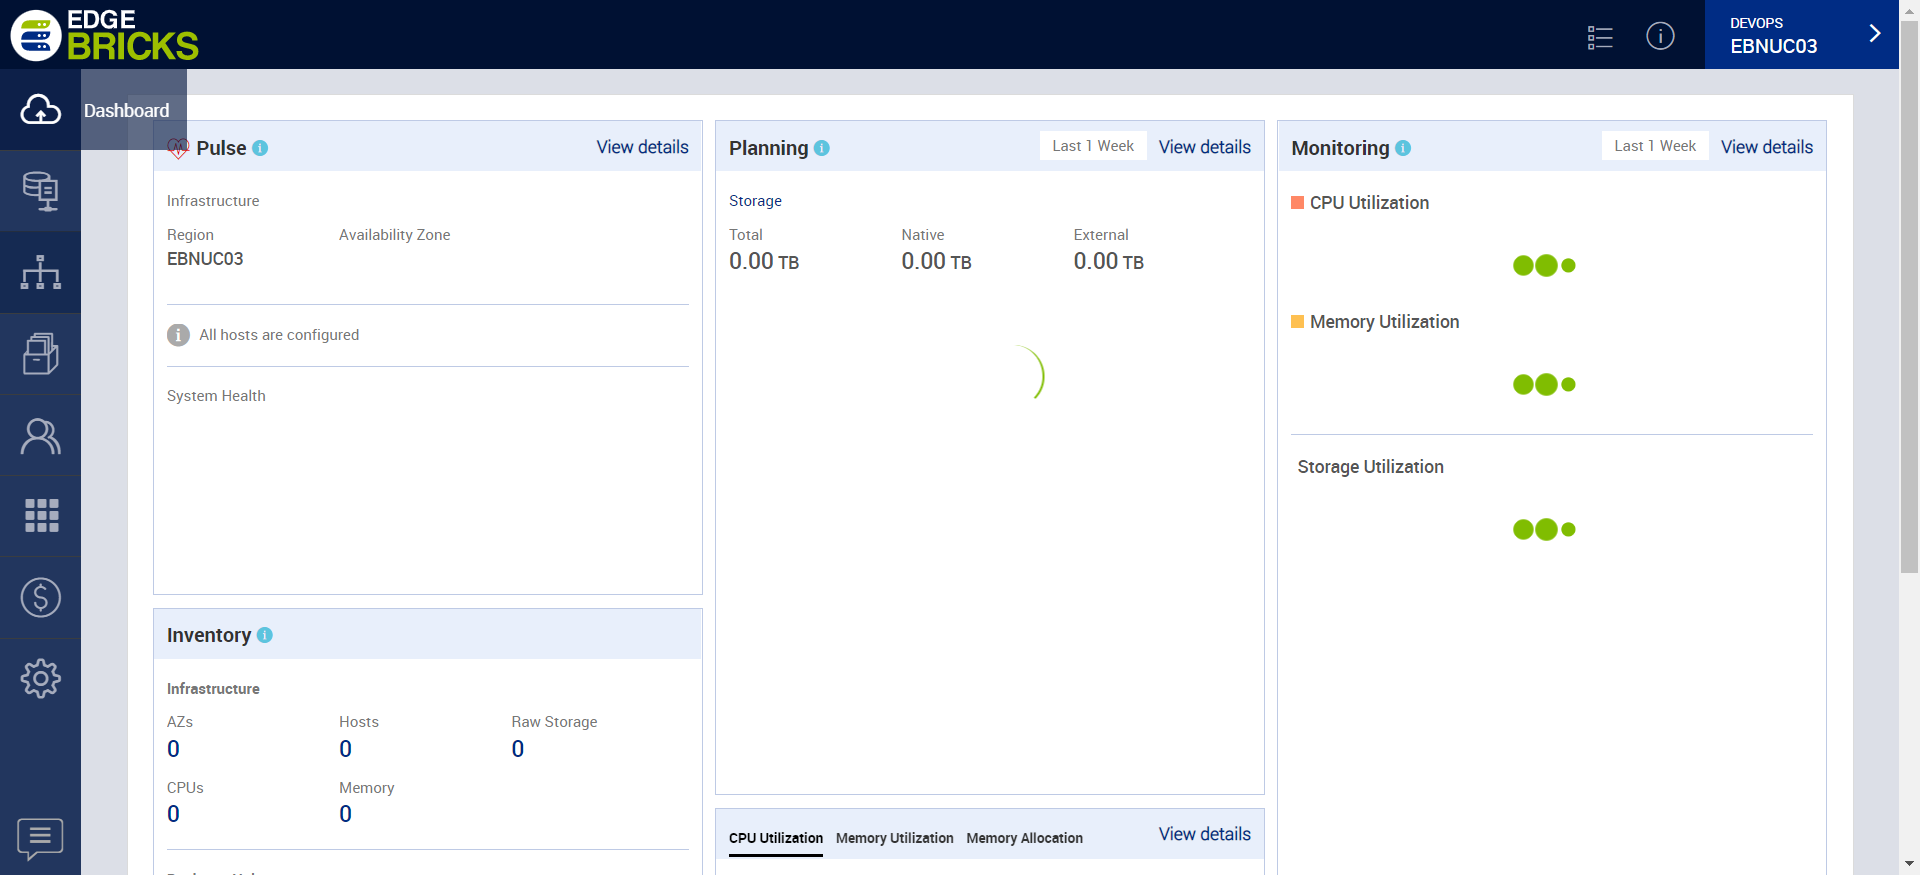 EDGE
BRICKS
DEVOPS
EBNUC03
Dashboard
Pulse
View details
Infrastructure
Region
Availability Zone
EBNUC03
All hosts are configured
System Health
Inventory
Infrastructure
AZs
Hosts
Raw Storage
0
0
0
CPUs
Memory
0
0
Planning
Last 1 Week
View details
Storage
Total
Native
External
0.00 TB
0.00 TB
0.00 TB
CPU Utilization
Memory Utilization
Memory Allocation
View details
Monitoring
Last 1 Week
View details
CPU Utilization
Memory Utilization
Storage Utilization